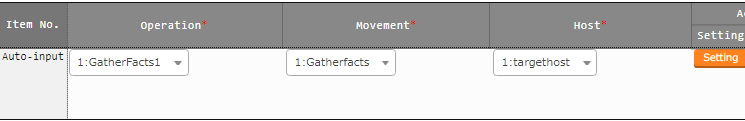 Item No. Operation* Movement* Host* A
Setting
Auto-input 1:GatherFacts1 1:Gatherfacts 1:targethost Setting